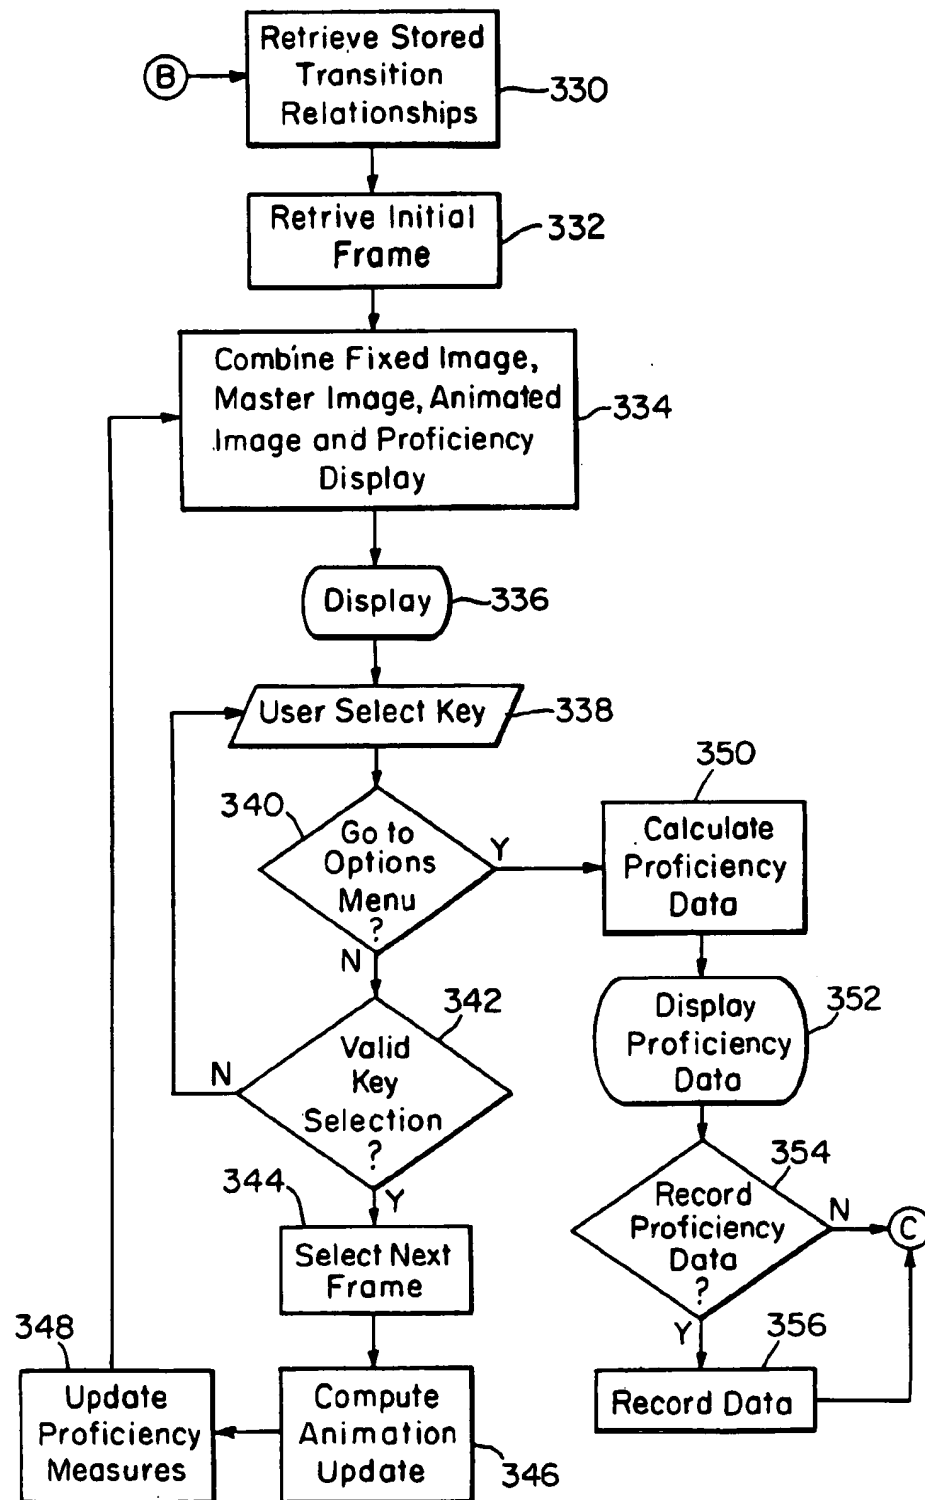 Retrieve Stored
Transition
Relationships
B
330
Retrive Initial
Frame
332
Combine Fixed Image,
Master Image, Animated
Image and Proficiency
Display
334
Display
336
User Select Key
338
340
Go to
Options
Menu
?
Y
N
350
Calculate
Proficiency
Data
342
Valid
Key
Selection
?
N
Y
Display
Proficiency
Data
352
354
Record
Proficiency
Data
?
N
C
Y
344
Select Next
Frame
356
Record Data
348
Update
Proficiency
Measures
Compute
Animation
Update
346